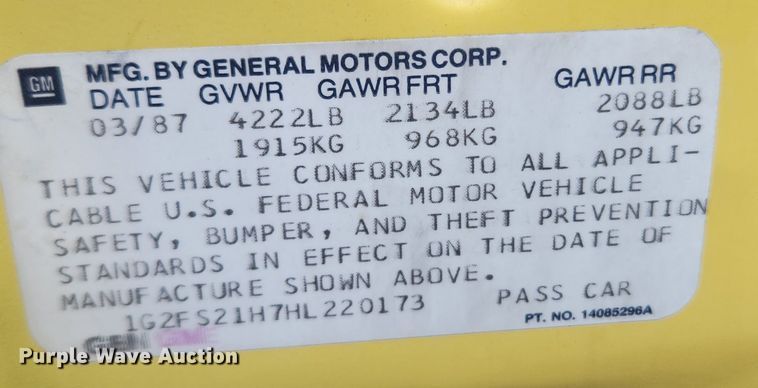 GM
MFG. BY GENERAL MOTORS CORP.
DATE GVWR GAWR FRT GAWR RR
03/87 4222LB 2134LB 2088LB
1915KG 968KG 947KG
THIS VEHICLE CONFORMS TO ALL APPLI-
CABLE U.S. FEDERAL MOTOR VEHICLE
SAFETY, BUMPER, AND THEFT PREVENTION
STANDARDS IN EFFECT ON THE DATE OF
MANUFACTURE SHOWN ABOVE.
1G2FS21H7HL220173 PASS CAR
PT. NO. 14085296A
Purple Wave Auction